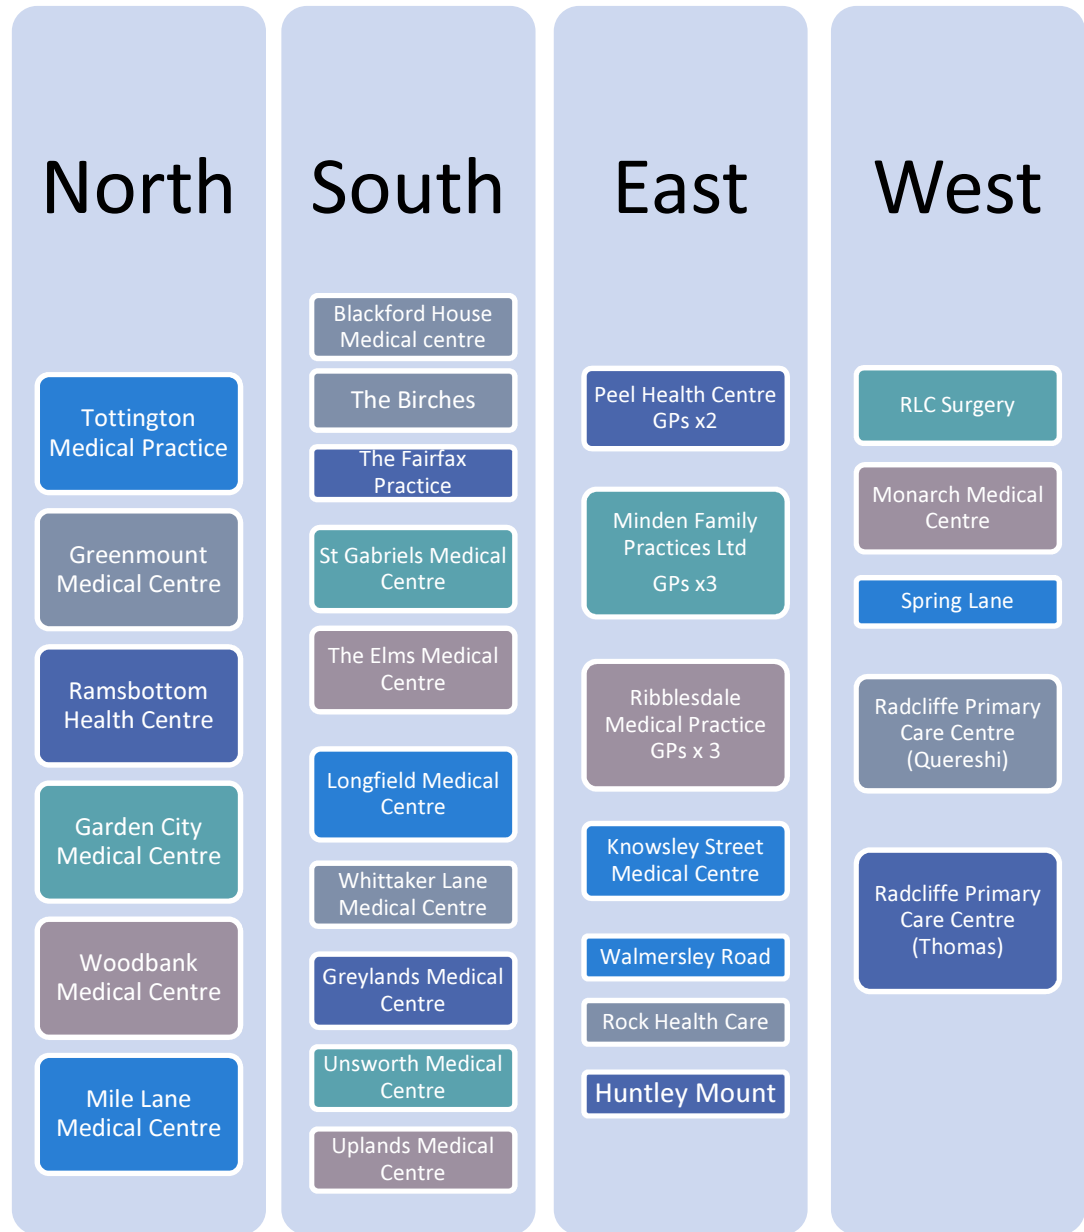 North
Tottington
Medical Practice
Greenmount
Medical Centre
Ramsbottom
Health Centre
Garden City
Medical Centre
Woodbank
Medical Centre
Mile Lane
Medical Centre
South
Blackford House
Medical centre
The Birches
The Fairfax
Practice
St Gabriels Medical
Centre
The Elms Medical
Centre
Longfield Medical
Centre
Whittaker Lane
Medical Centre
Greylands Medical
Centre
Unsworth Medical
Centre
Uplands Medical
Centre
East
Peel Health Centre
GPs x2
Minden Family
Practices Ltd
GPs x3
Ribblesdale
Medical Practice
GPs x 3
Knowsley Street
Medical Centre
Walmersley Road
Rock Health Care
Huntley Mount
West
RLC Surgery
Monarch Medical
Centre
Spring Lane
Radcliffe Primary
Care Centre
(Quereshi)
Radcliffe Primary
Care Centre
(Thomas)